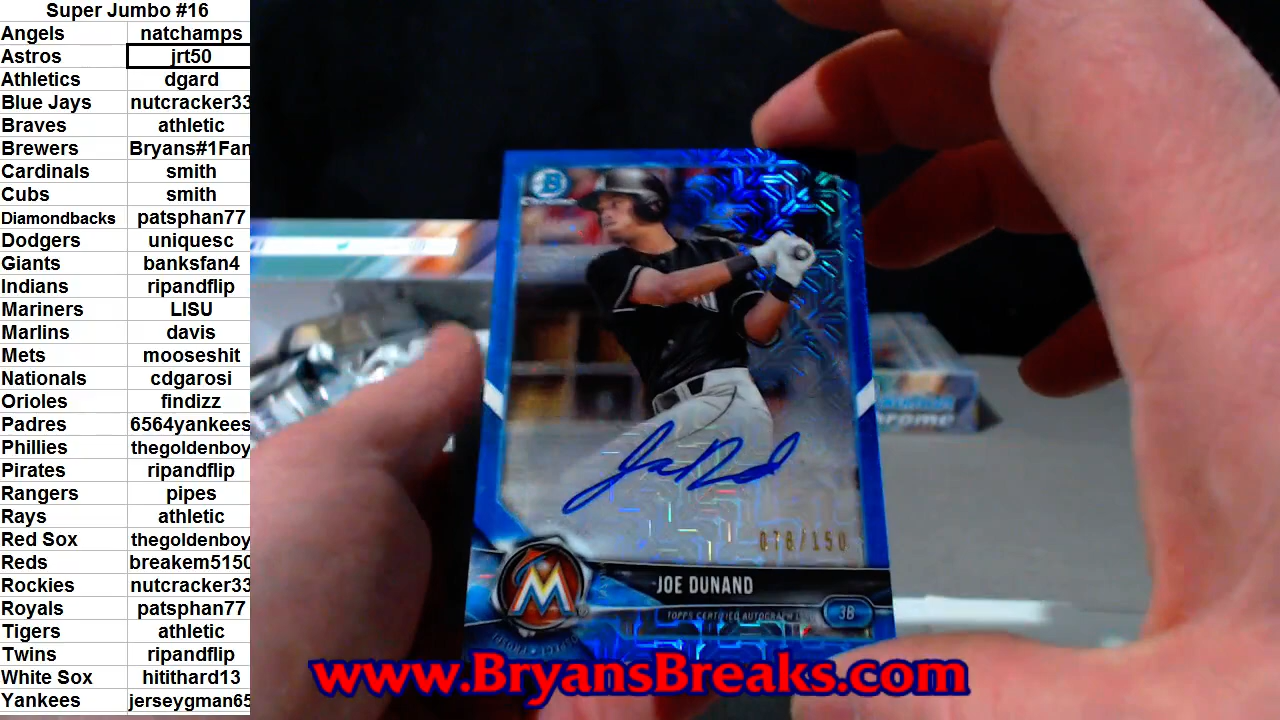 Super Jumbo #16
Angels natchamps
Astros jrt50
Athletics dgard
Blue Jays nutcracker33
Braves athletic
Brewers Bryans#1Fan
Cardinals smith
Cubs smith
Diamondbacks patsphan77
Dodgers uniquesc
Giants banksfan4
Indians ripandflip
Mariners LISU
Marlins davis
Mets mooseshit
Nationals cdgarosi
Orioles findizz
Padres 6564yankees
Phillies thegoldenboy
Pirates ripandflip
Rangers pipes
Rays athletic
Red Sox thegoldenboy
Reds breakem5150
Rockies nutcracker33
Royals patsphan77
Tigers athletic
Twins ripandflip
White Sox hitithard13
Yankees jerseygman65
B
078/150
M
JOE DUNAND
TOPPS CERTIFIED AUTOGRAPH
3B
www.BryansBreaks.com